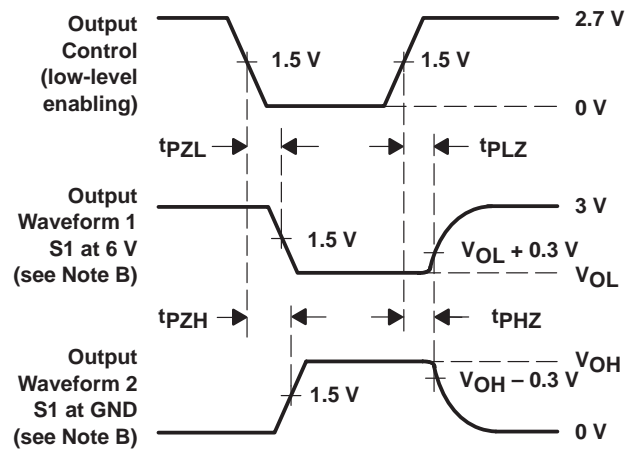 Output
Control
(low-level
enabling)
2.7 V
1.5 V
1.5 V
0 V
tPZL
tPLZ
Output
Waveform 1
S1 at 6 V
(see Note B)
3 V
1.5 V
VOL + 0.3 V
VOL
tPZH
tPHZ
Output
Waveform 2
S1 at GND
(see Note B)
VOH
VOH – 0.3 V
1.5 V
0 V